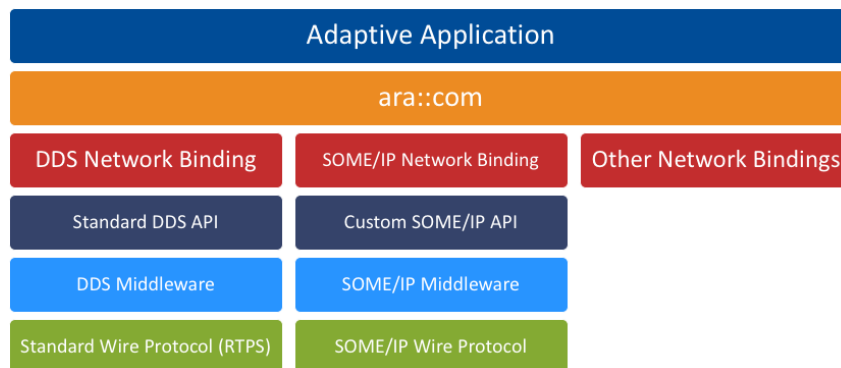 Adaptive Application
ara::com
DDS Network Binding
SOME/IP Network Binding
Other Network Bindings
Standard DDS API
Custom SOME/IP API
DDS Middleware
SOME/IP Middleware
Standard Wire Protocol (RTPS)
SOME/IP Wire Protocol